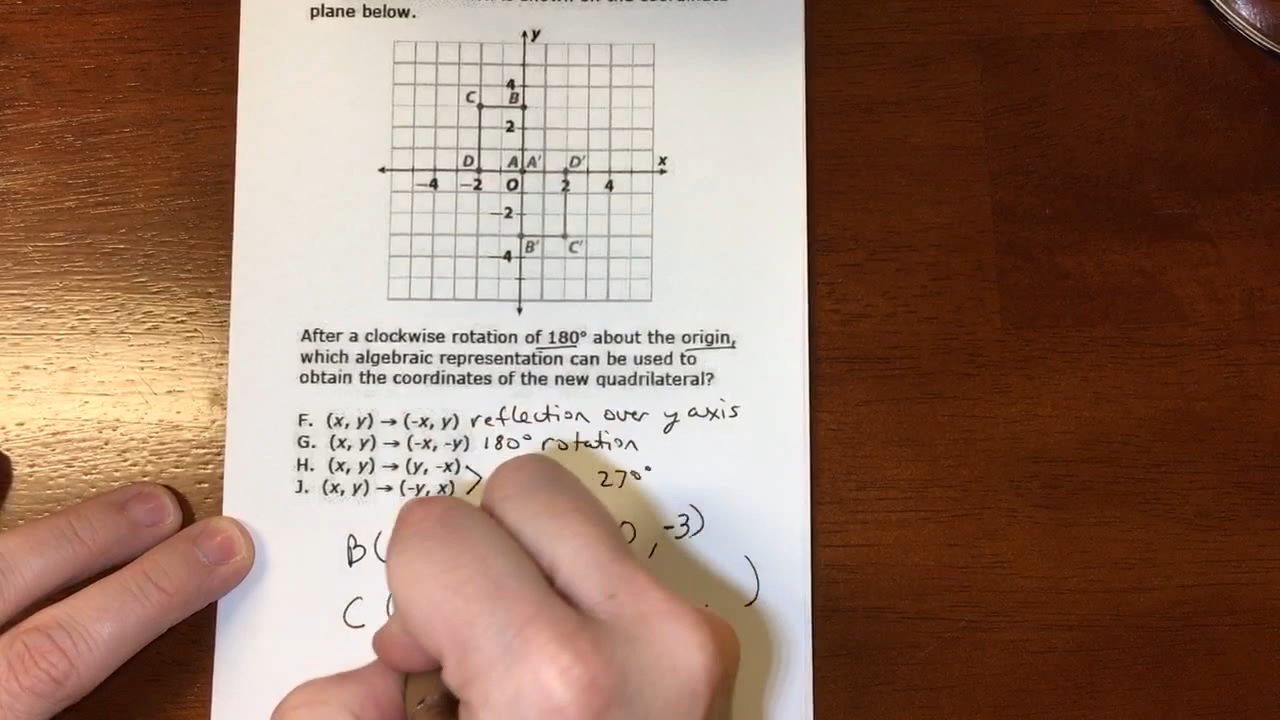 plane below.
y
4
C B
2
D A A' D' x
-4 -2 O 2 4
-2
B' C'
-4
After a clockwise rotation of 180° about the origin,
which algebraic representation can be used to
obtain the coordinates of the new quadrilateral?
F. (x, y) → (-x, y) reflection over y axis
G. (x, y) → (-x, -y) 180° rotation
H. (x, y) → (y, -x)
270°
J. (x, y) → (-y, x)
B( 0, -3)
C ( )